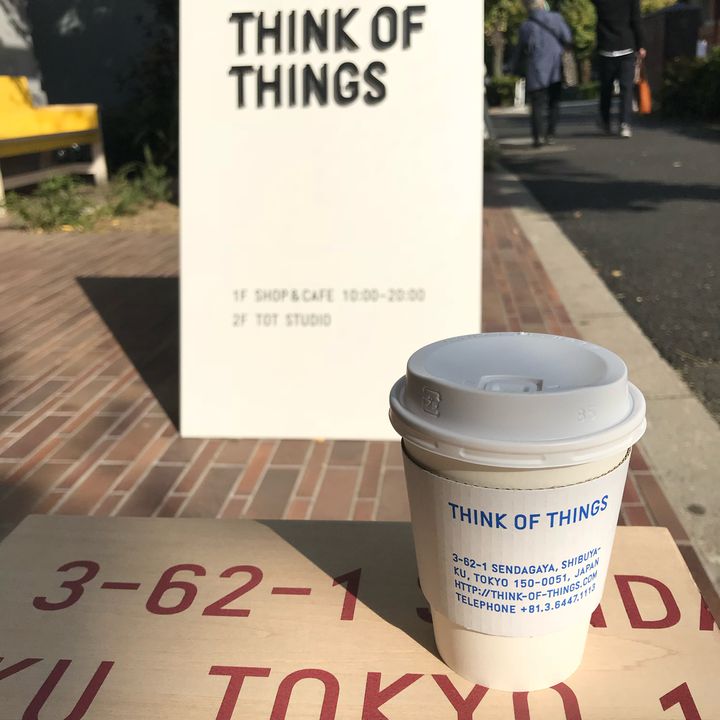 THINK OF
THINGS
1F SHOP & CAFE 10:00-20:00
2F TOT STUDIO
85
THINK OF THINGS
3-62-1 SENDAGAYA, SHIBUYA-
KU, TOKYO 150-0051, JAPAN
HTTP://THINK-OF-THINGS.COM
TELEPHONE +81.3.6447.1113
3-62-1
KU TOKYO 1